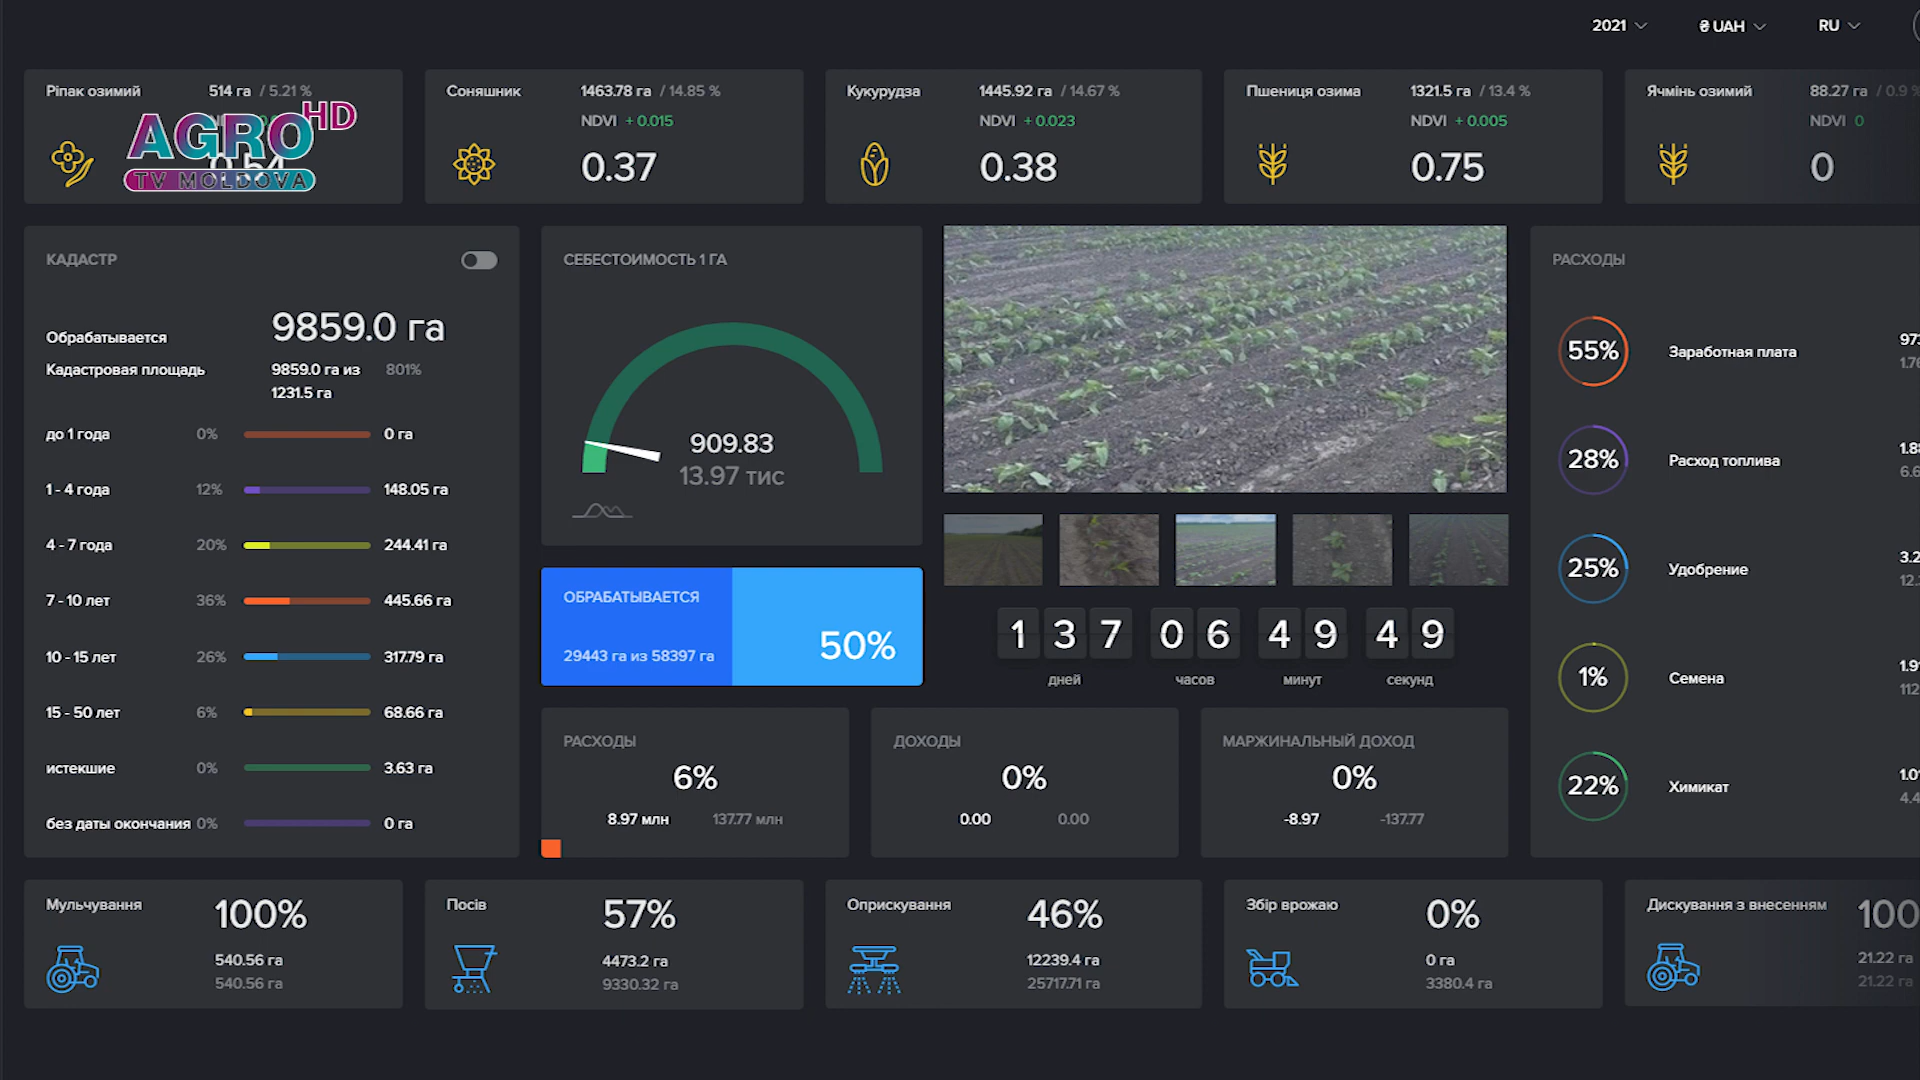 2021
₴ UAH
RU
Ріпак озимий 514 га / 5.21 %
AGRO HD
TV MOLDOVA
Соняшник 1463.78 га / 14.85 %
NDVI + 0.015
0.37
Кукурудза 1445.92 га / 14.67 %
NDVI + 0.023
0.38
Пшениця озима 1321.5 га / 13.4 %
NDVI + 0.005
0.75
Ячмінь озимий 88.27 га / 0.9 %
NDVI 0
0
КАДАСТР
Обрабатывается 9859.0 га
Кадастровая площадь 9859.0 га из 801%
1231.5 га
до 1 года 0% 0 га
1 - 4 года 12% 148.05 га
4 - 7 года 20% 244.41 га
7 - 10 лет 36% 445.66 га
10 - 15 лет 26% 317.79 га
15 - 50 лет 6% 68.66 га
истекшие 0% 3.63 га
без даты окончания 0% 0 га
СЕБЕСТОИМОСТЬ 1 ГА
909.83
13.97 тис
ОБРАБАТЫВАЕТСЯ
29443 га из 58397 га
50%
137 06 49 49
дней часов минут секунд
РАСХОДЫ
6%
8.97 млн 137.77 млн
ДОХОДЫ
0%
0.00 0.00
МАРЖИНАЛЬНЫЙ ДОХОД
0%
-8.97 -137.77
РАСХОДЫ
55% Заработная плата
28% Расход топлива
25% Удобрение
1% Семена
22% Химикат
Мульчування 100%
540.56 га
540.56 га
Посів 57%
4473.2 га
9330.32 га
Оприскування 46%
12239.4 га
25717.71 га
Збір врожаю 0%
0 га
3380.4 га
Дискування з внесенням 100
21.22 га
21.22 га